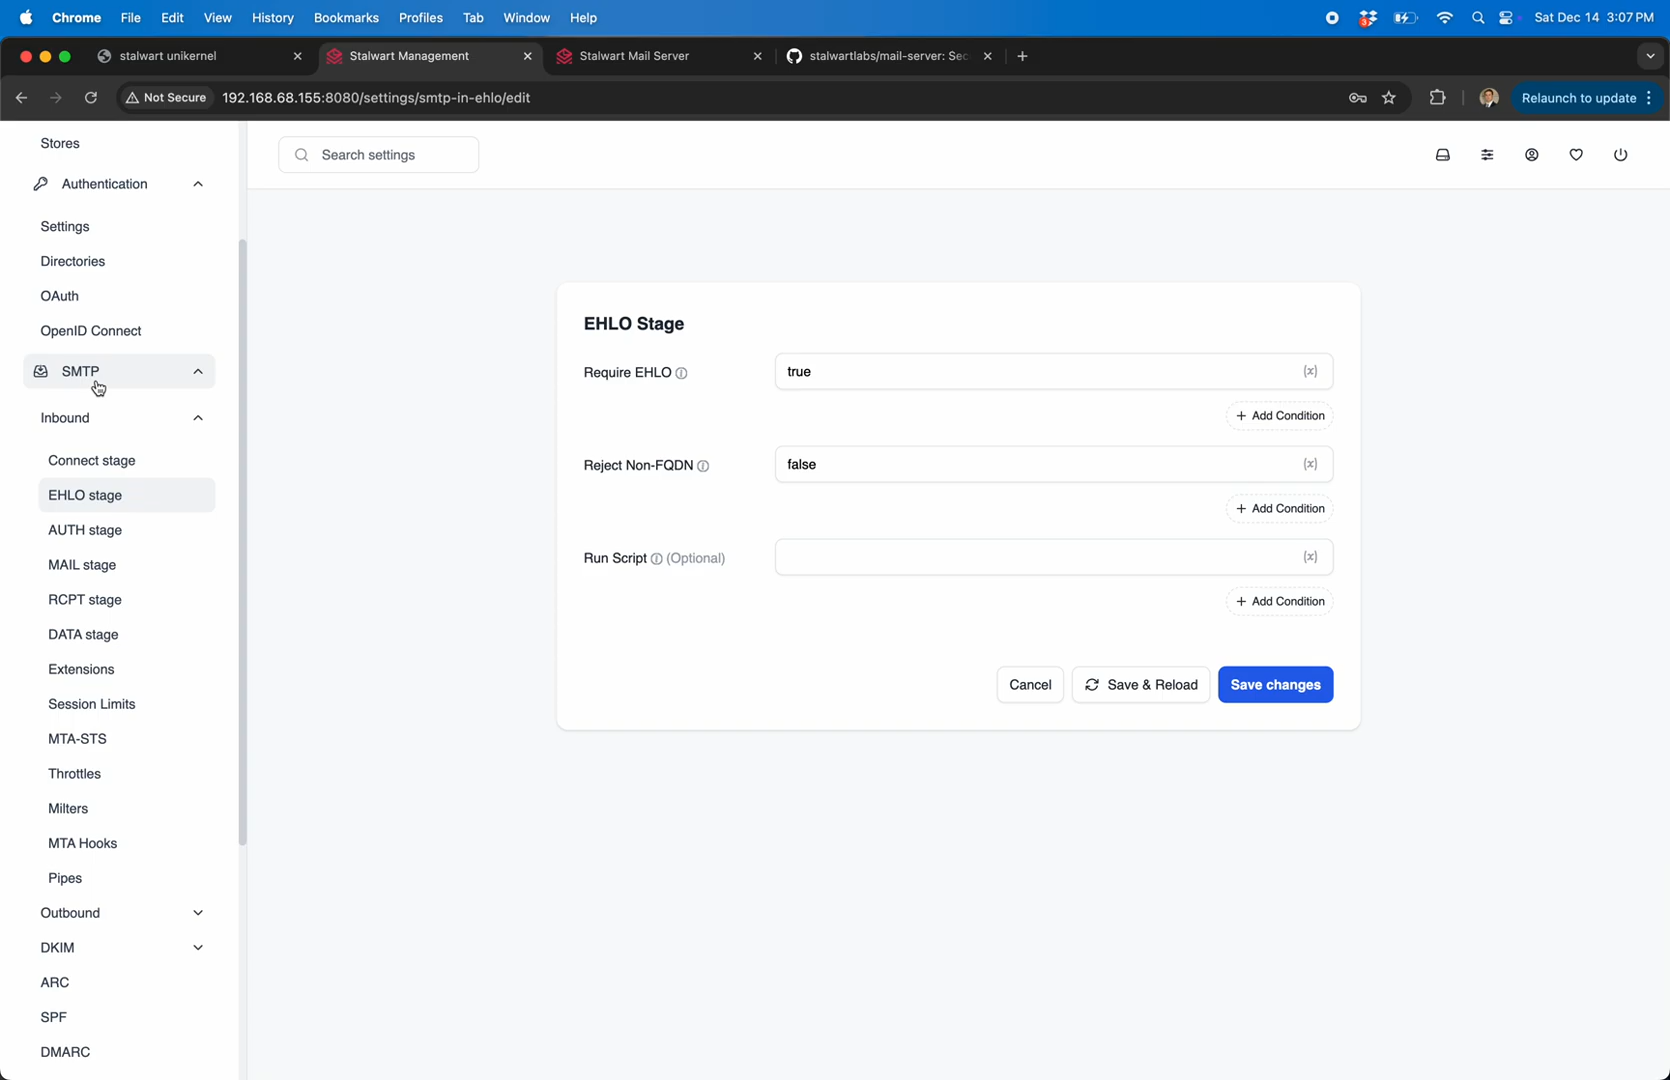 Chrome File Edit View History Bookmarks Profiles Tab Window Help
3 Sat Dec 14 3:07 PM
stalwart unikernel
Stalwart Management
Stalwart Mail Server
stalwartlabs/mail-server: Sec
Not Secure 192.168.68.155:8080/settings/smtp-in-ehlo/edit
Relaunch to update
Search settings
Stores
Authentication
Settings
Directories
OAuth
OpenID Connect
SMTP
Inbound
Connect stage
EHLO stage
AUTH stage
MAIL stage
RCPT stage
DATA stage
Extensions
Session Limits
MTA-STS
Throttles
Milters
MTA Hooks
Pipes
Outbound
DKIM
ARC
SPF
DMARC
EHLO Stage
Require EHLO true (x)
+ Add Condition
Reject Non-FQDN false (x)
+ Add Condition
Run Script (Optional) (x)
+ Add Condition
Cancel Save & Reload Save changes